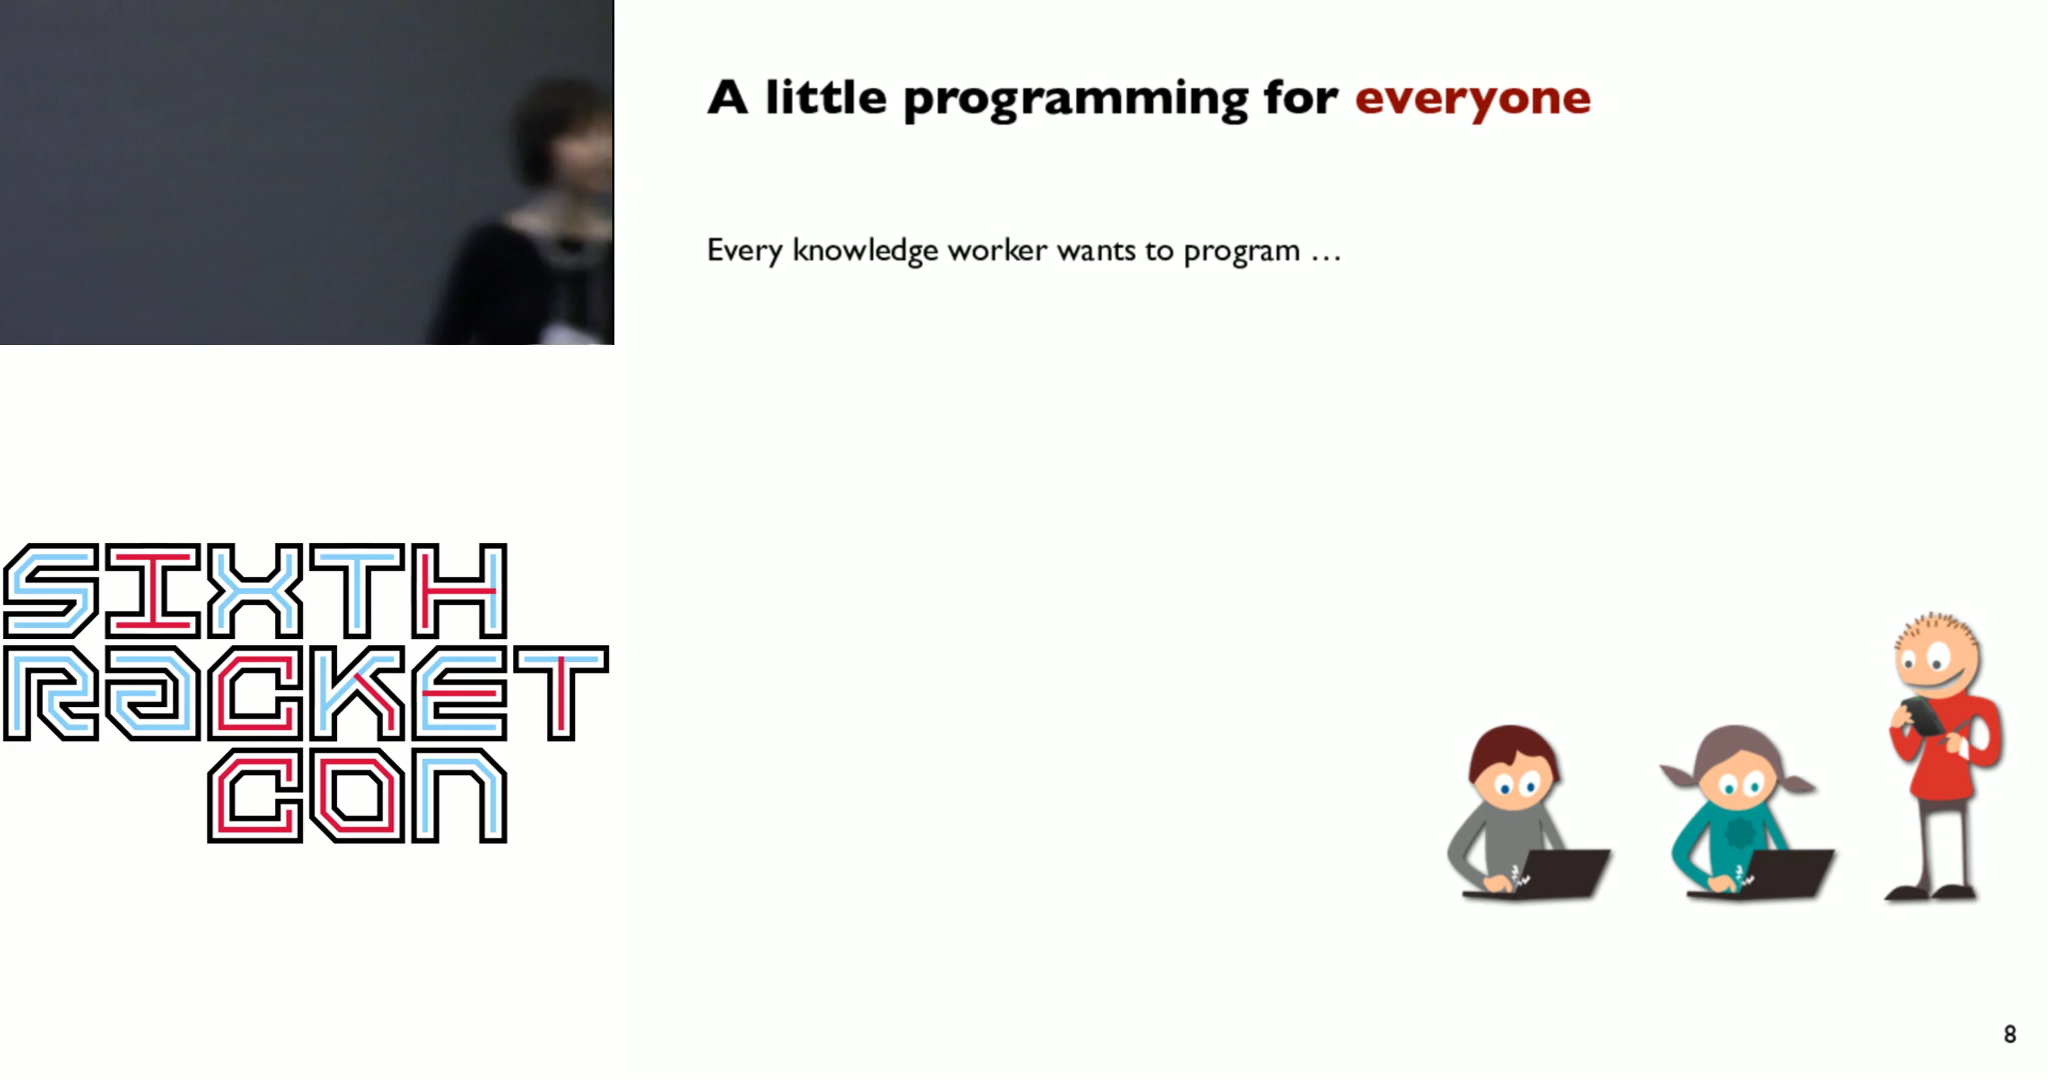 A little programming for everyone
Every knowledge worker wants to program …
SIXTH
RACKET
CON
8